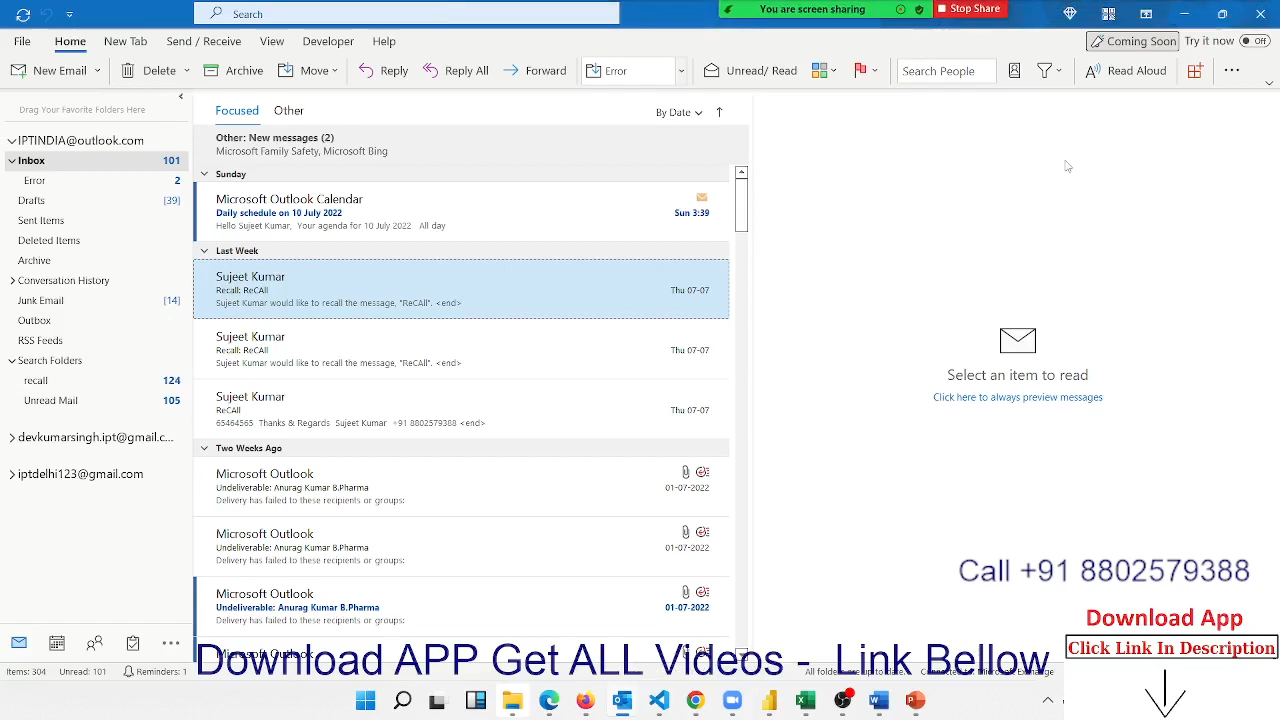 Search
You are screen sharing
Stop Share
File
Home
New Tab
Send / Receive
View
Developer
Help
Coming Soon
Try it now
Off
New Email
Delete
Archive
Move
Reply
Reply All
Forward
Error
Unread/ Read
Search People
Read Aloud
Drag Your Favorite Folders Here
IPTINDIA@outlook.com
Inbox 101
Error 2
Drafts [39]
Sent Items
Deleted Items
Archive
Conversation History
Junk Email [14]
Outbox
RSS Feeds
Search Folders
recall 124
Unread Mail 105
devkumarsingh.ipt@gmail.c...
iptdelhi123@gmail.com
Focused Other
By Date
Other: New messages (2)
Microsoft Family Safety, Microsoft Bing
Sunday
Microsoft Outlook Calendar
Daily schedule on 10 July 2022 Sun 3:39
Hello Sujeet Kumar, Your agenda for 10 July 2022 All day
Last Week
Sujeet Kumar
Recall: ReCAll Thu 07-07
Sujeet Kumar would like to recall the message, "ReCAll". <end>
Sujeet Kumar
Recall: ReCAll Thu 07-07
Sujeet Kumar would like to recall the message, "ReCAll". <end>
Sujeet Kumar
ReCAll Thu 07-07
65464565 Thanks & Regards Sujeet Kumar +91 8802579388 <end>
Two Weeks Ago
Microsoft Outlook
Undeliverable: Anurag Kumar B.Pharma 01-07-2022
Delivery has failed to these recipients or groups:
Microsoft Outlook
Undeliverable: Anurag Kumar B.Pharma 01-07-2022
Delivery has failed to these recipients or groups:
Microsoft Outlook
Undeliverable: Anurag Kumar B.Pharma 01-07-2022
Delivery has failed to these recipients or groups:
Microsoft Outlook
Select an item to read
Click here to always preview messages
Call +91 8802579388
Download App
Click Link In Description
Download APP Get ALL Videos - Link Bellow
Items: 304 Unread: 101 Reminders: 1
All folders are up to date. Connected to: Microsoft Exchange